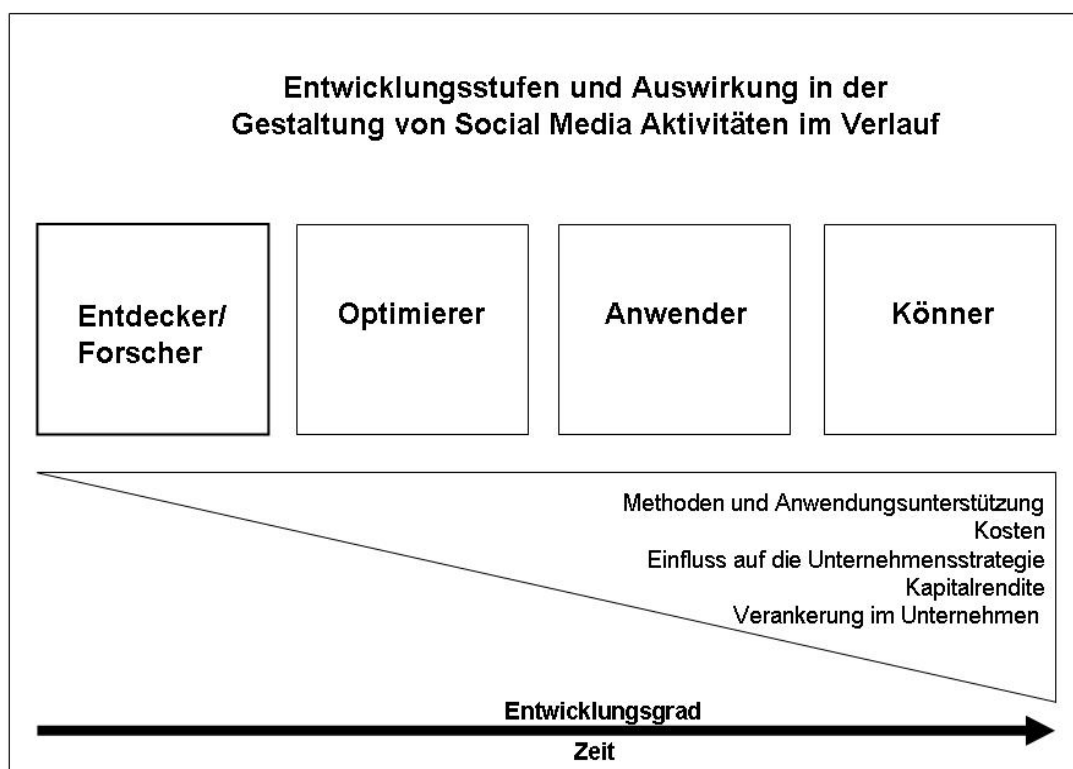 Entwicklungsstufen und Auswirkung in der
Gestaltung von Social Media Aktivitäten im Verlauf
Entdecker/
Forscher
Optimierer
Anwender
Könner
Methoden und Anwendungsunterstützung
Kosten
Einfluss auf die Unternehmensstrategie
Kapitalrendite
Verankerung im Unternehmen
Entwicklungsgrad
Zeit